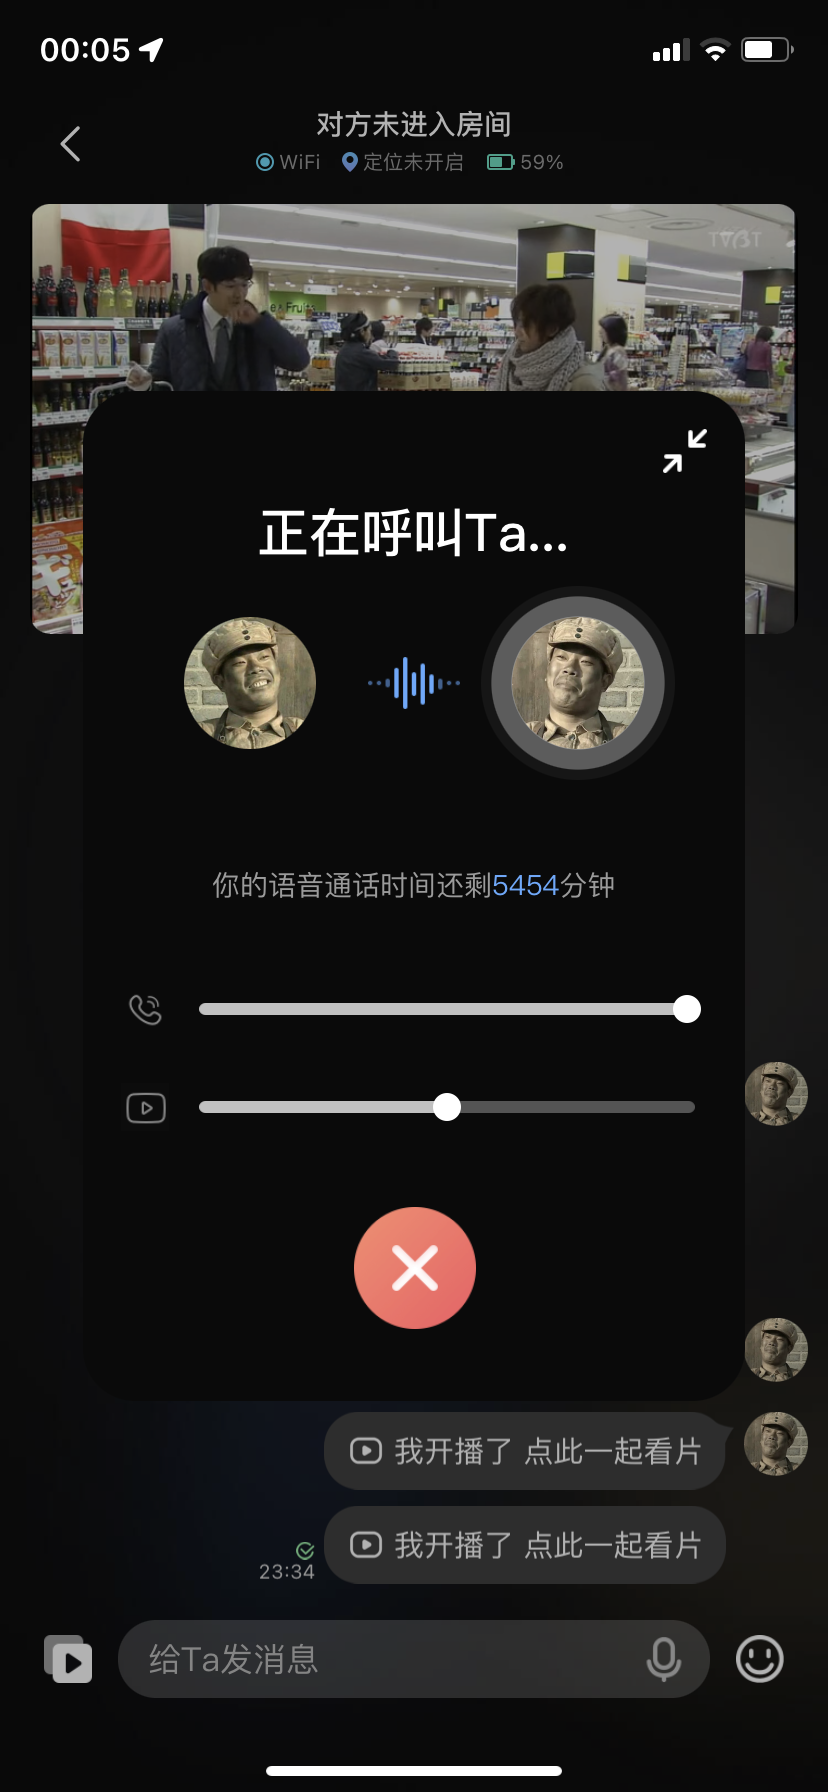 00:05
对方未进入房间
WiFi 定位未开启 59%
TVBT
Fruits
正在呼叫Ta...
你的语音通话时间还剩5454分钟
我开播了 点此一起看片
我开播了 点此一起看片
23:34
给Ta发消息